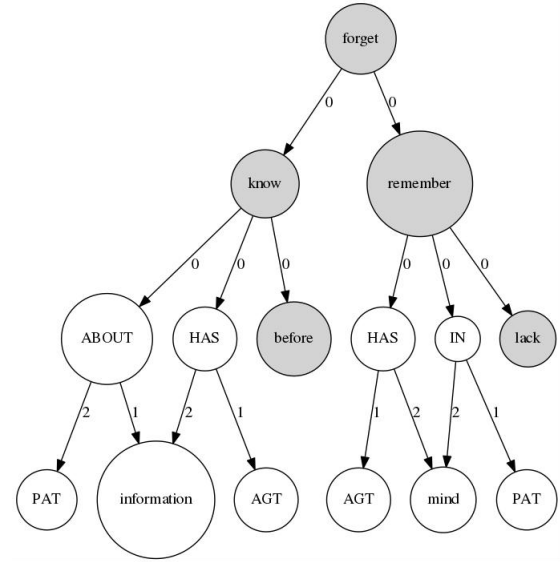 forget
0 0
know remember
0 0 0 0 0 0
ABOUT HAS before HAS IN lack
2 1 2 1 1 2 2 1
PAT information AGT AGT mind PAT